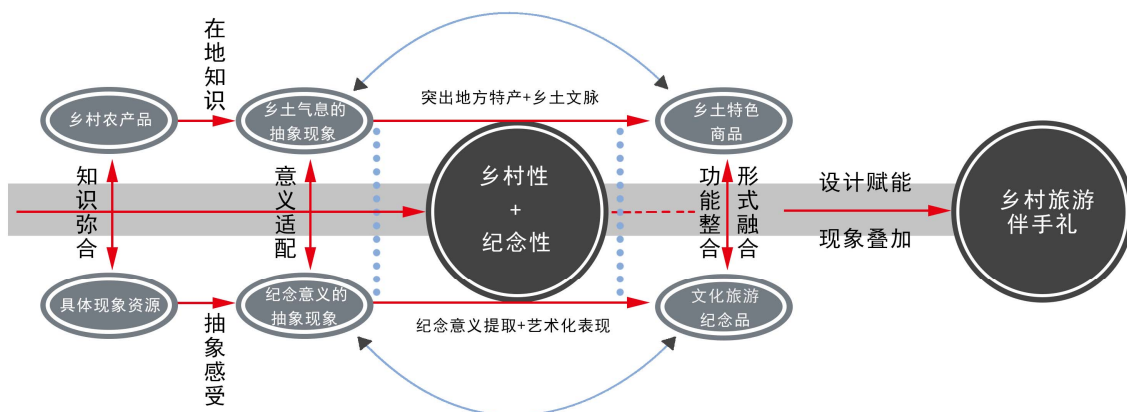 在地知识
乡村农产品
乡土气息的
抽象现象
突出地方特产+乡土文脉
乡土特色
商品
知识弥合
意义适配
乡村性
+
纪念性
功能整合
形式融合
设计赋能
现象叠加
乡村旅游
伴手礼
具体现象资源
抽象感受
纪念意义的
抽象现象
纪念意义提取+艺术化表现
文化旅游
纪念品